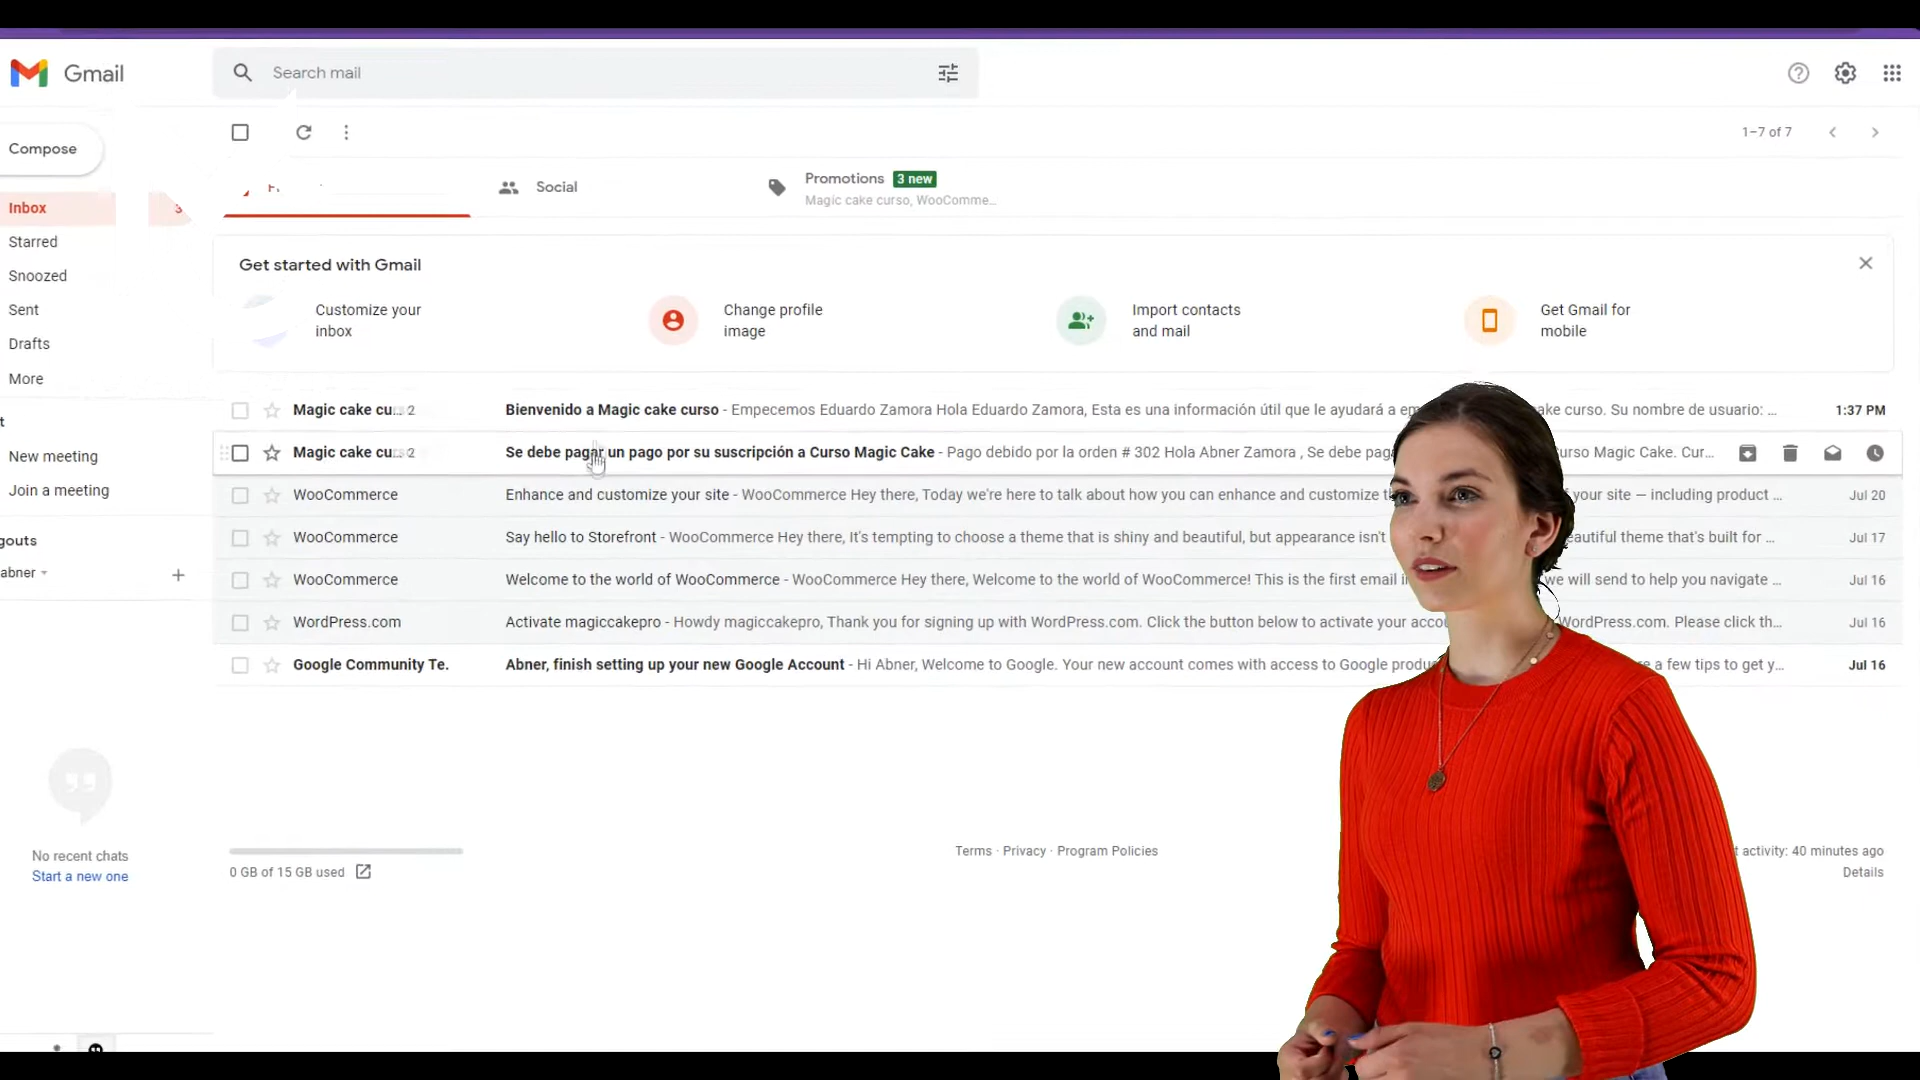 Gmail
Search mail
Compose
1–7 of 7
Inbox
3
Starred
Snoozed
Sent
Drafts
More
New meeting
Join a meeting
gouts
abner
No recent chats
Start a new one
Social
Promotions 3 new
Magic cake curso, WooComme...
Get started with Gmail
Customize your
inbox
Change profile
image
Import contacts
and mail
Get Gmail for
mobile
Magic cake cu... 2 Bienvenido a Magic cake curso - Empecemos Eduardo Zamora Hola Eduardo Zamora, Esta es una información útil que le ayudará a ake curso. Su nombre de usuario: ... 1:37 PM
Magic cake cu... 2 Se debe pagar un pago por su suscripción a Curso Magic Cake - Pago debido por la orden # 302 Hola Abner Zamora , Se debe urso Magic Cake. Cur...
WooCommerce Enhance and customize your site - WooCommerce Hey there, Today we're here to talk about how you can enhance and customize your site — including product ... Jul 20
WooCommerce Say hello to Storefront - WooCommerce Hey there, It's tempting to choose a theme that is shiny and beautiful, but appearance isn't eautiful theme that's built for ... Jul 17
WooCommerce Welcome to the world of WooCommerce - WooCommerce Hey there, Welcome to the world of WooCommerce! This is the first email we will send to help you navigate ... Jul 16
WordPress.com Activate magiccakepro - Howdy magiccakepro, Thank you for signing up with WordPress.com. Click the button below to activate your WordPress.com. Please click th... Jul 16
Google Community Te. Abner, finish setting up your new Google Account - Hi Abner, Welcome to Google. Your new account comes with access to Google a few tips to get y... Jul 16
0 GB of 15 GB used
Terms · Privacy · Program Policies
t activity: 40 minutes ago
Details